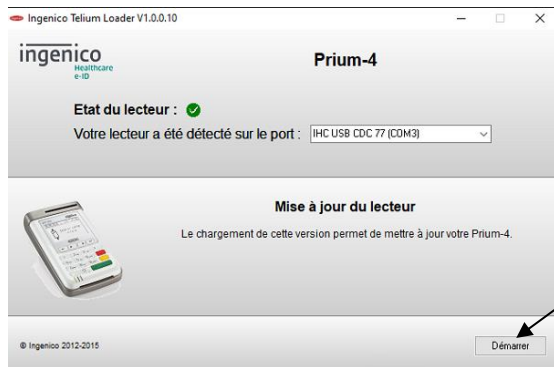 Ingenico Telium Loader V1.0.0.10
ingenico
Healthcare
e-ID
Prium-4
Etat du lecteur :
Votre lecteur a été détecté sur le port : IHC USB CDC 77 (COM3)
Mise à jour du lecteur
Le chargement de cette version permet de mettre à jour votre Prium-4.
© Ingenico 2012-2015
Démarrer